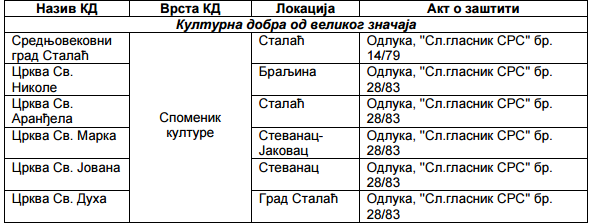 Назив КД Врста КД Локација Акт о заштити
Културна добра од великог значаја
Средњовековни град Сталаћ Споменик културе Сталаћ Одлука, "Сл.гласник СРС" бр. 14/79
Црква Св. Николе Браљина Одлука, "Сл.гласник СРС" бр. 28/83
Црква Св. Аранђела Сталаћ Одлука, "Сл.гласник СРС" бр. 28/83
Црква Св. Марка Стеванац-Јаковац Одлука, "Сл.гласник СРС" бр. 28/83
Црква Св. Јована Стеванац Одлука, "Сл.гласник СРС" бр. 28/83
Црква Св. Духа Град Сталаћ Одлука, "Сл.гласник СРС" бр. 28/83